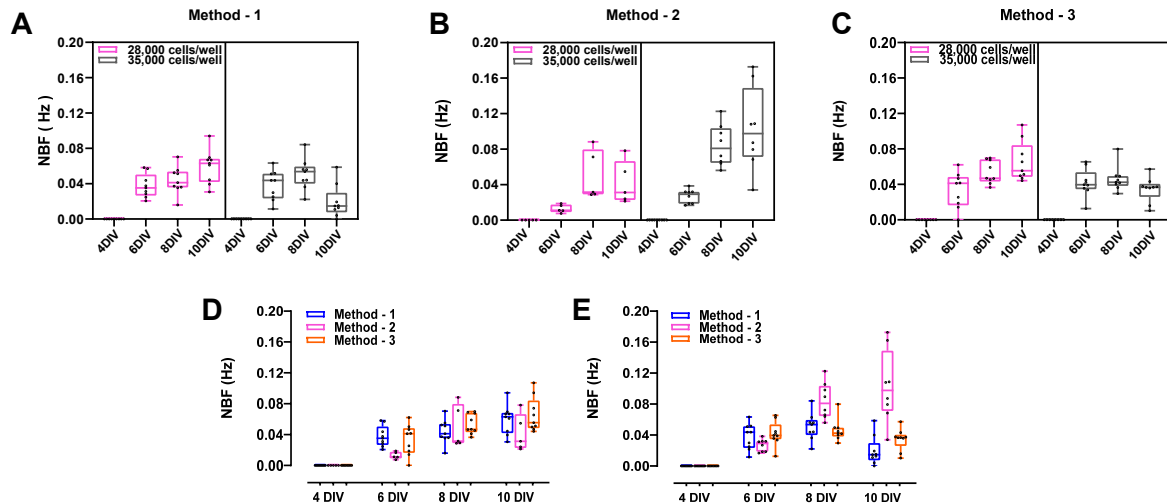 Method - 1
A
0.20
0.16
0.12
0.08
0.04
0.00
NBF ( Hz )
28,000 cells/well
35,000 cells/well
4DIV
6DIV
8DIV
10DIV
4DIV
6DIV
8DIV
10DIV
Method - 2
B
0.20
0.16
0.12
0.08
0.04
0.00
NBF (Hz)
28,000 cells/well
35,000 cells/well
4DIV
6DIV
8DIV
10DIV
4DIV
6DIV
8DIV
10DIV
Method - 3
C
0.20
0.16
0.12
0.08
0.04
0.00
NBF (Hz)
28,000 cells/well
35,000 cells/well
4DIV
6DIV
8DIV
10DIV
4DIV
6DIV
8DIV
10DIV
D
0.20
0.16
0.12
0.08
0.04
0.00
NBF (Hz)
Method - 1
Method - 2
Method - 3
4 DIV
6 DIV
8 DIV
10 DIV
E
0.20
0.16
0.12
0.08
0.04
0.00
NBF (Hz)
Method - 1
Method - 2
Method - 3
4 DIV
6 DIV
8 DIV
10 DIV